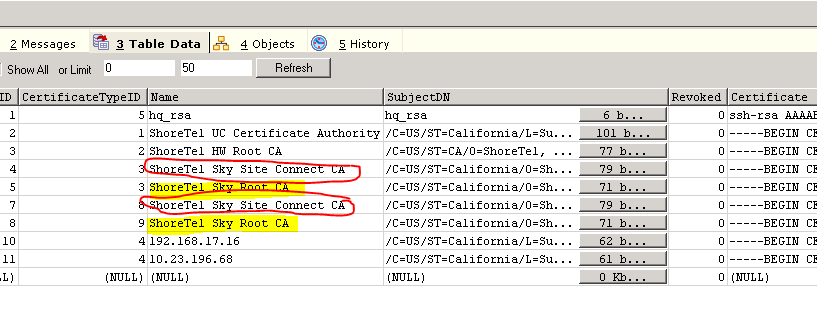 2 Messages 3 Table Data 4 Objects 5 History
Show All or Limit 0 50 Refresh
ID CertificateTypeID Name SubjectDN Revoked Certificate
1 5 hq_rsa hq_rsa 6 b... 0 ssh-rsa AAAAB
2 1 ShoreTel UC Certificate Authority /C=US/ST=California/L=Su... 101 b... 0 -----BEGIN CE
3 2 ShoreTel HW Root CA /C=US/ST=CA/O=ShoreTel, ... 77 b... 0 -----BEGIN CE
4 3 ShoreTel Sky Site Connect CA /C=US/ST=California/O=Sh... 79 b... 0 -----BEGIN CE
5 3 ShoreTel Sky Root CA /C=US/ST=California/O=Sh... 71 b... 0 -----BEGIN CE
7 8 ShoreTel Sky Site Connect CA /C=US/ST=California/O=Sh... 79 b... 0 -----BEGIN CE
8 9 ShoreTel Sky Root CA /C=US/ST=California/O=Sh... 71 b... 0 -----BEGIN CE
10 4 192.168.17.16 /C=US/ST=California/L=Su... 62 b... 0 -----BEGIN CE
11 4 10.23.196.68 /C=US/ST=California/L=Su... 61 b... 0 -----BEGIN CE
LL) (NULL) (NULL) (NULL) 0 Kb... 0 (NULL)